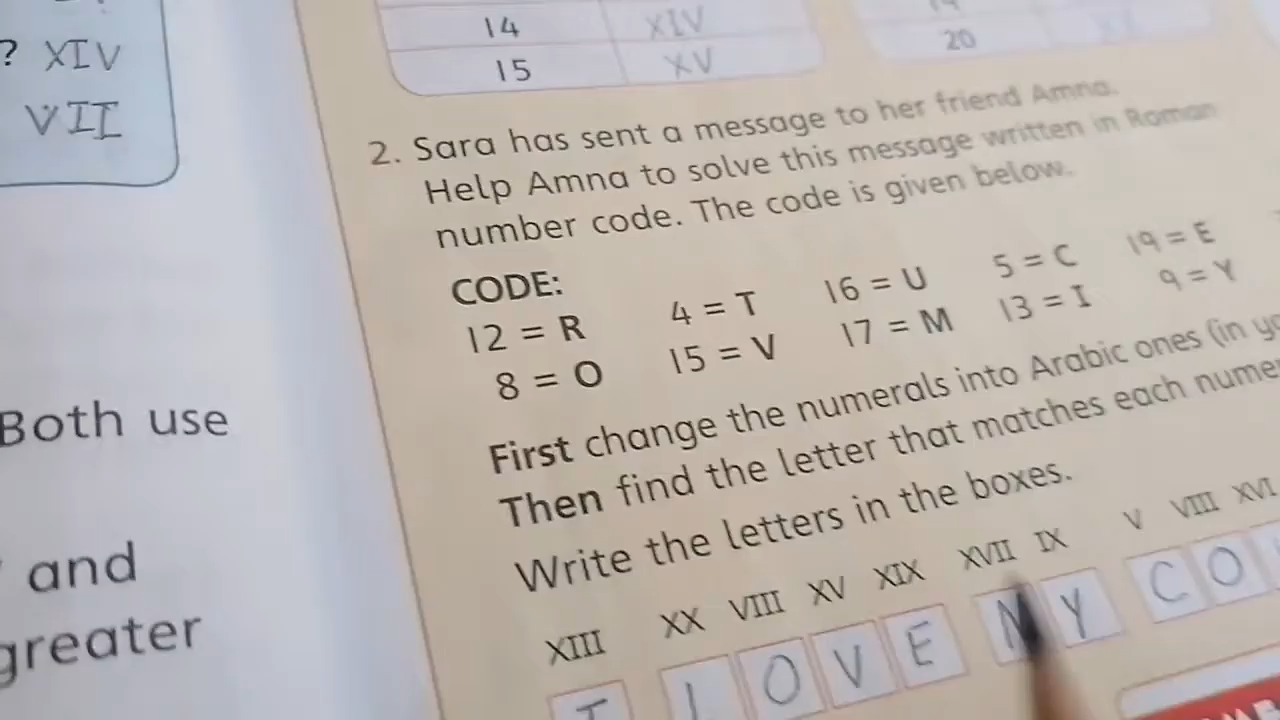 ? XIV
VII
Both use
and
greater
14 XIV
15 XV
20
2. Sara has sent a message to her friend Amna.
Help Amna to solve this message written in Roman
number code. The code is given below.
CODE:
12 = R 4 = T 16 = U 5 = C 19 = E
8 = O 15 = V 17 = M 13 = I 9 = Y
First change the numerals into Arabic ones (in
Then find the letter that matches each
Write the letters in the boxes.
XIII XX VIII XV XIX XVII IX V VIII XVI
I L O V E M Y C O